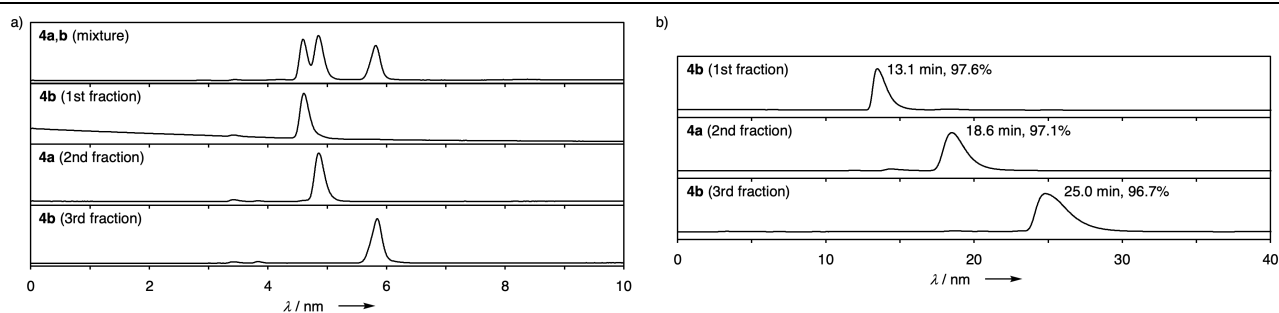 a)
4a,b (mixture)
4b (1st fraction)
4a (2nd fraction)
4b (3rd fraction)
0 2 4 6 8 10
λ / nm
b)
4b (1st fraction) 13.1 min, 97.6%
4a (2nd fraction) 18.6 min, 97.1%
4b (3rd fraction) 25.0 min, 96.7%
0 10 20 30 40
λ / nm